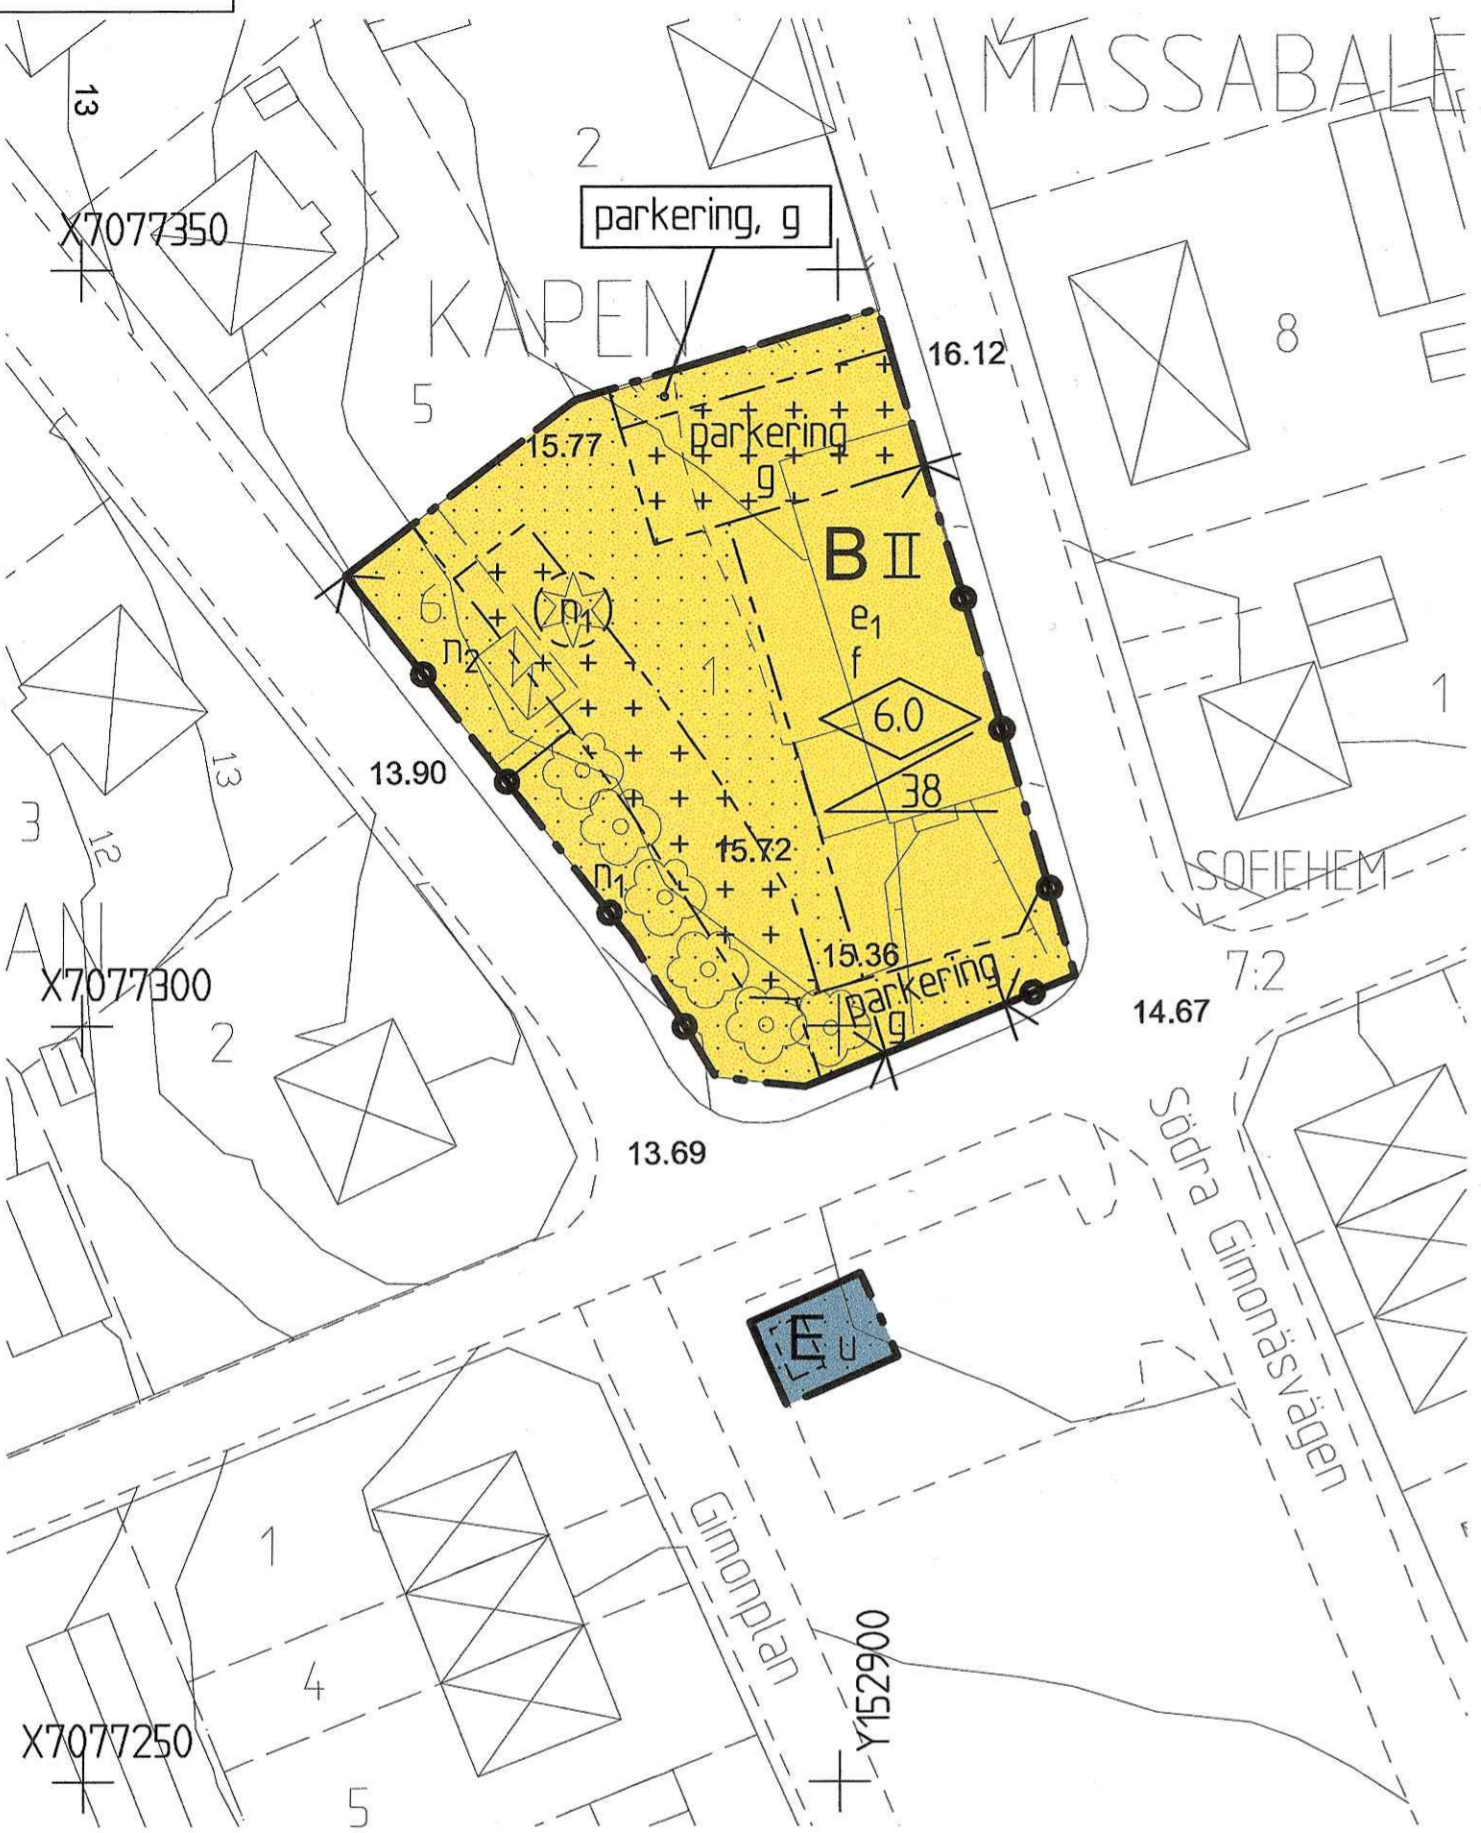 MASSABALE
13
2
parkering, g
X7077350
KAPEN
8
16.12
5
15.77
parkering
g
B II
e1
f
6
n1
n2
1
6.0
1
13.90
13
38
3
12
15.72
SOFIEHEM
n1
AN
15.36
7:2
X7077300
parkering
g
14.67
2
Södra Gimonäsvägen
13.69
E u
1
Gimonplan
4
Y152900
X7077250
5